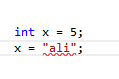 int x = 5;
x = "ali";